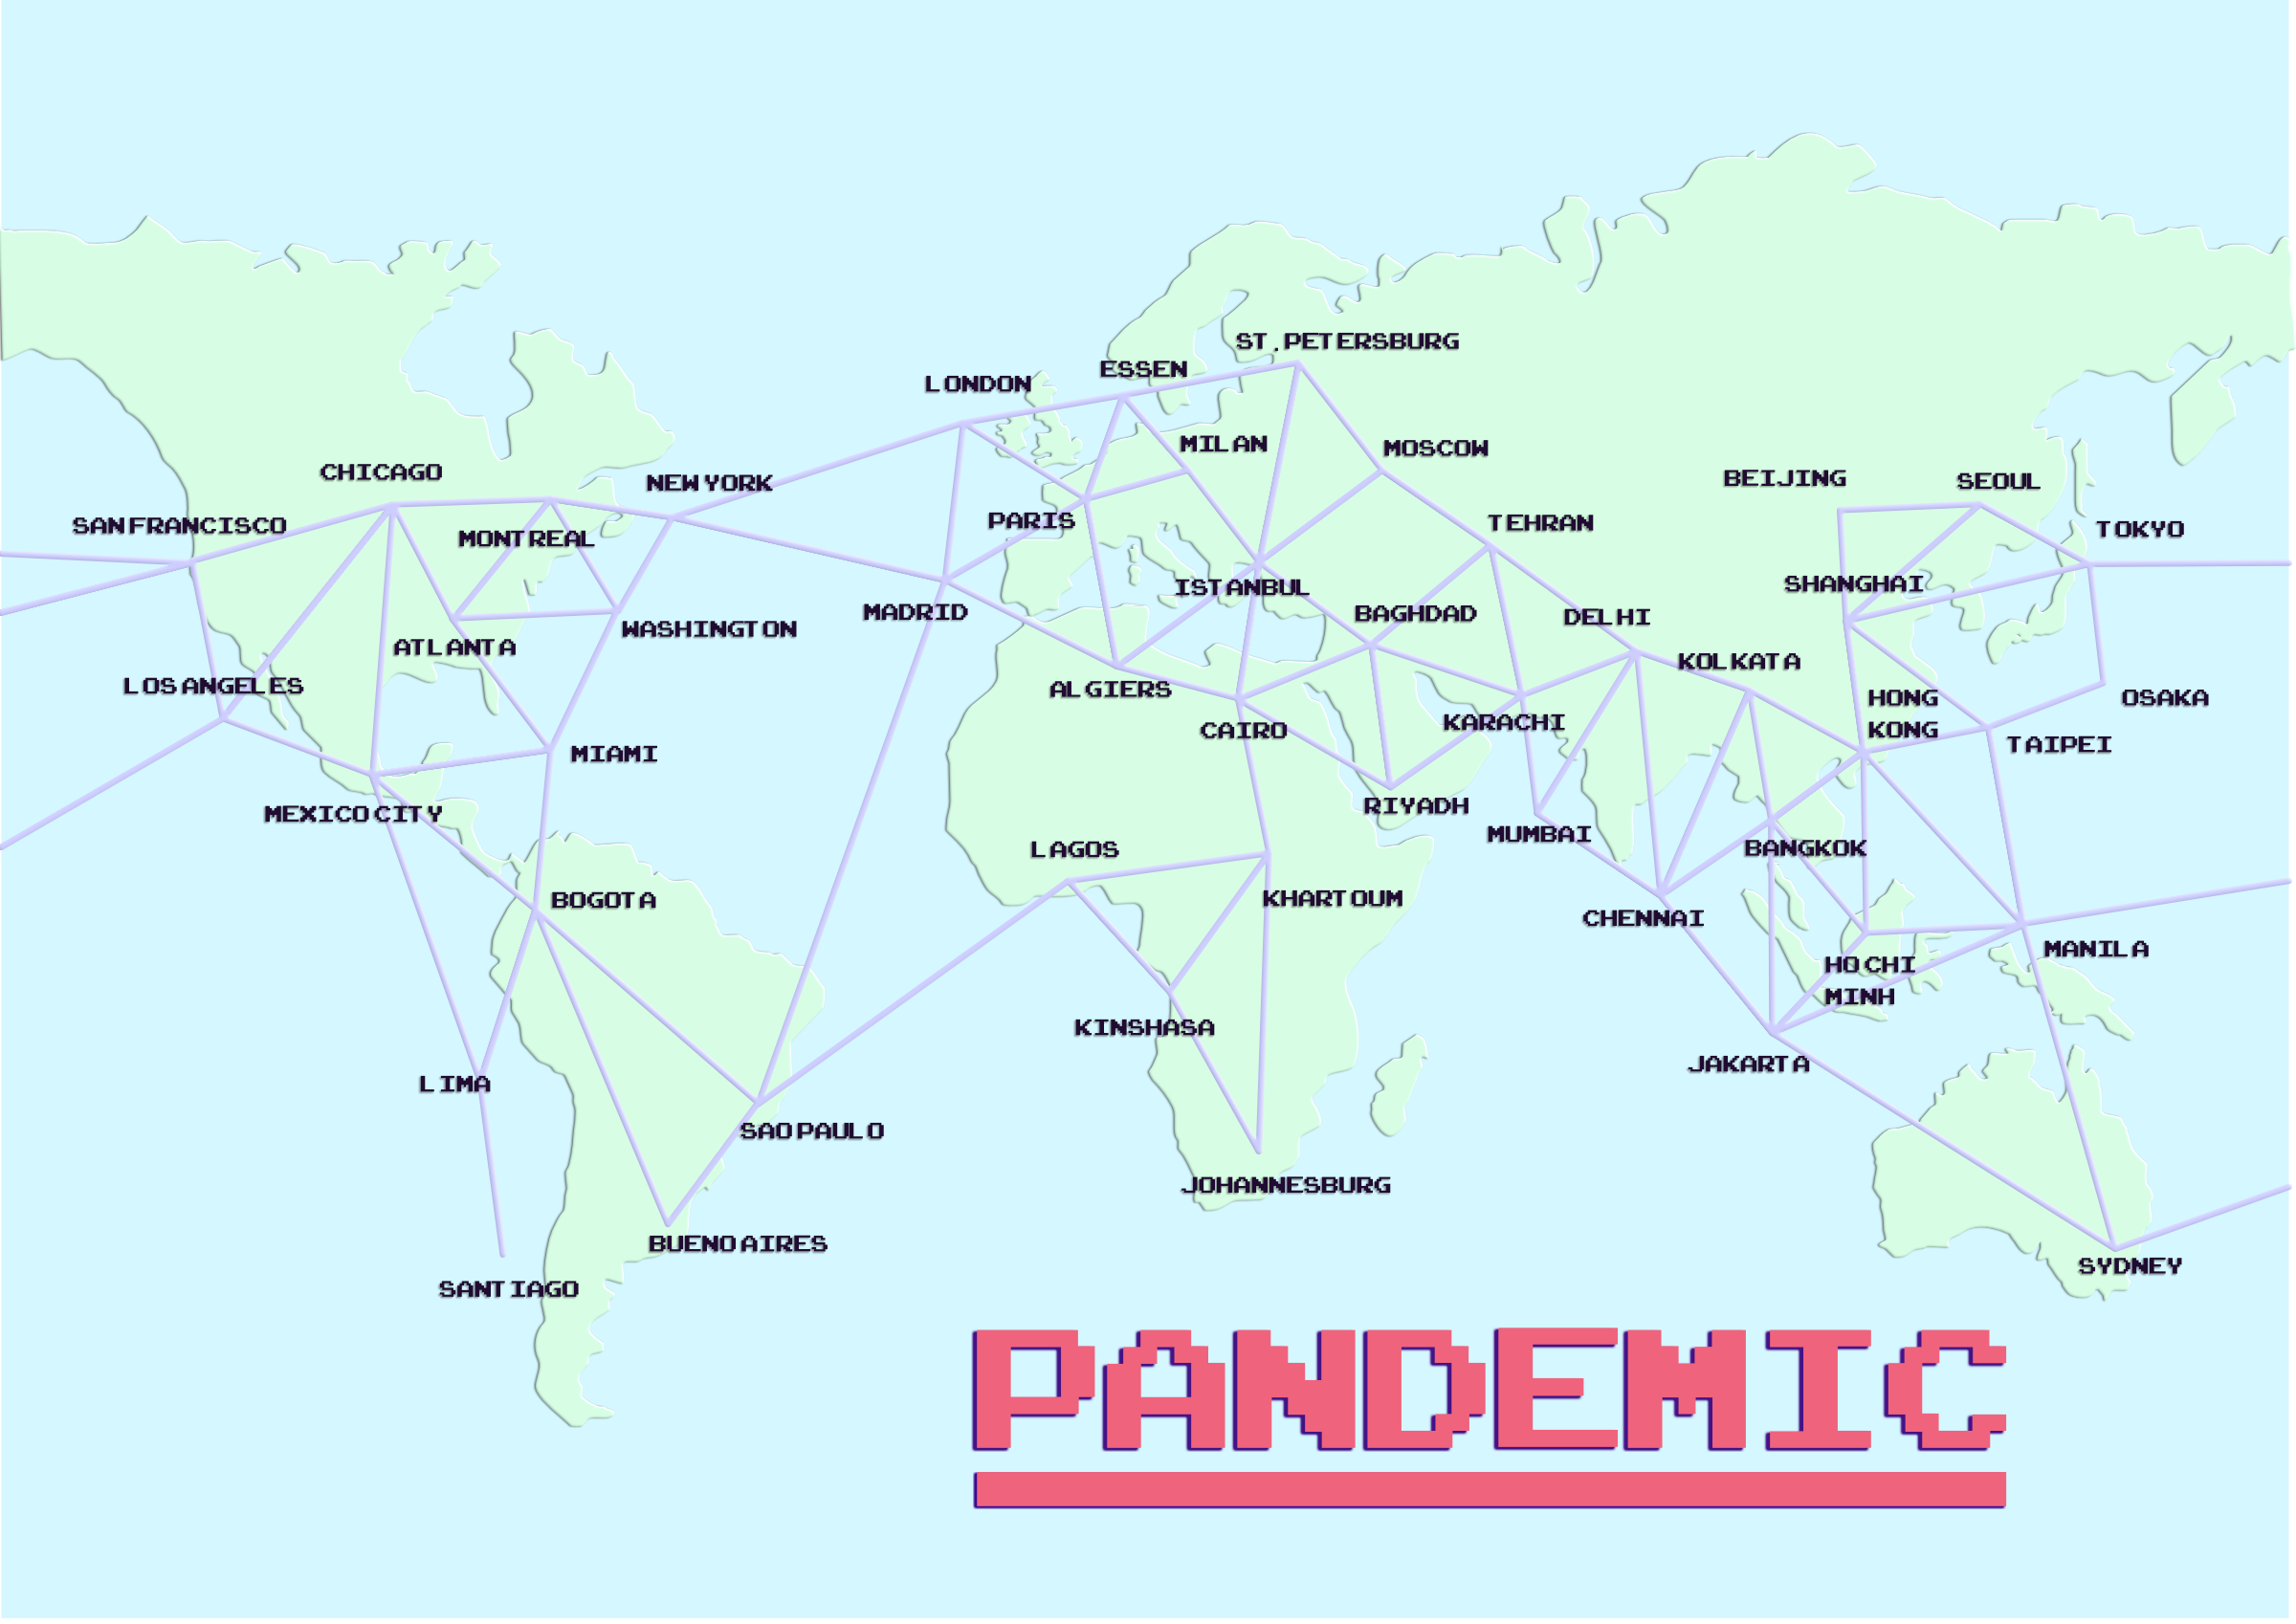 ST.PETERSBURG
ESSEN
LONDON
MILAN
MOSCOW
CHICAGO
NEW YORK
BEIJING
SEOUL
SAN FRANCISCO
MONTREAL
PARIS
TEHRAN
TOKYO
ISTANBUL
SHANGHAI
MADRID
BAGHDAD
DELHI
WASHINGTON
ATLANTA
KOLKATA
LOS ANGELES
ALGIERS
HONG
KONG
OSAKA
CAIRO
KARACHI
MIAMI
TAIPEI
MEXICO CITY
RIYADH
MUMBAI
LAGOS
BANGKOK
BOGOTA
KHARTOUM
CHENNAI
MANILA
HO CHI
MINH
KINSHASA
JAKARTA
LIMA
SAO PAULO
JOHANNESBURG
BUENO AIRES
SYDNEY
SANTIAGO
PANDEMIC